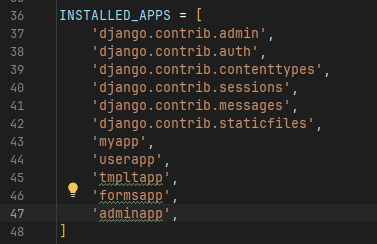 36 INSTALLED_APPS = [
37 'django.contrib.admin',
38 'django.contrib.auth',
39 'django.contrib.contenttypes',
40 'django.contrib.sessions',
41 'django.contrib.messages',
42 'django.contrib.staticfiles',
43 'myapp',
44 'userapp',
45 'tmpltapp',
46 'formsapp',
47 'adminapp',
48 ]